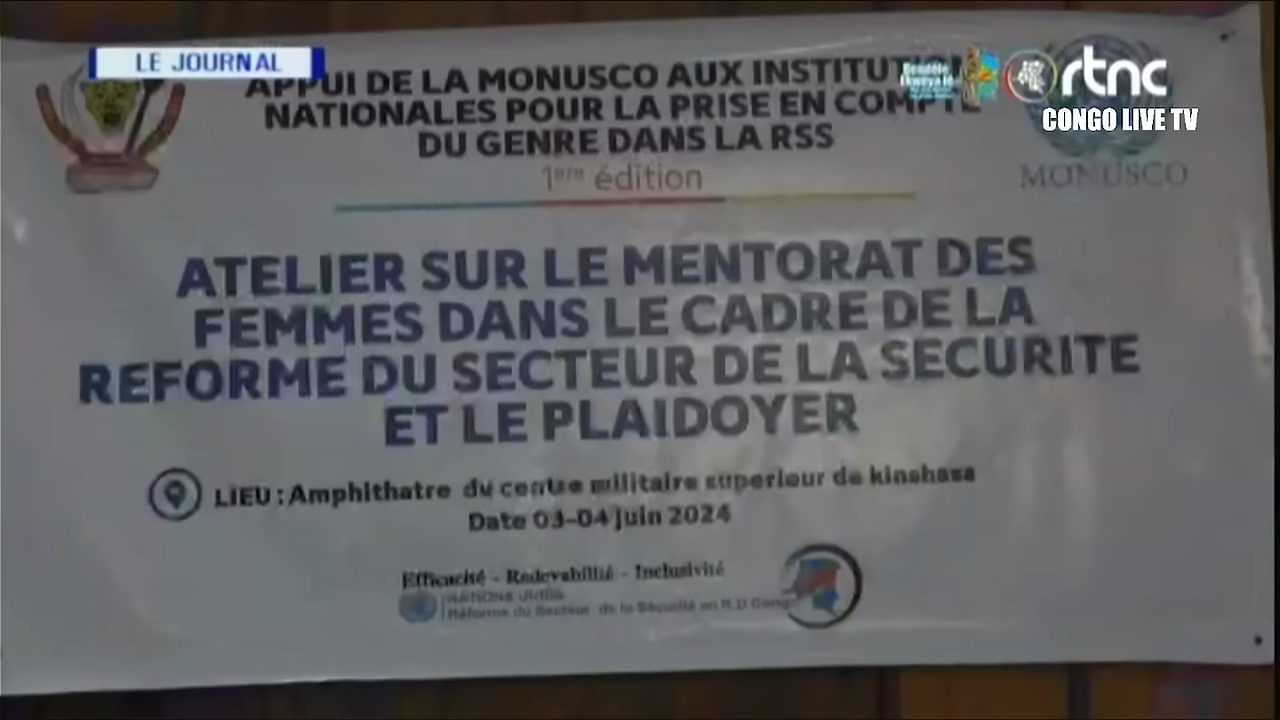 LE JOURNAL
rtnc
CONGO LIVE TV
APPUI DE LA MONUSCO AUX
NATIONALES POUR LA PRISE EN COMPTE
DU GENRE DANS LA RSS
1ère édition
MONUSCO
ATELIER SUR LE MENTORAT DES
FEMMES DANS LE CADRE DE LA
REFORME DU SECTEUR DE LA SECURITE
ET LE PLAIDOYER
LIEU : Amphithatre du centre militaire superieur de kinshasa
Date 03-04 juin 2024
Efficacité - Redevabilité - Inclusivité
NATIONS UNIES
Réforme du Secteur de la Sécurité en R.D Congo